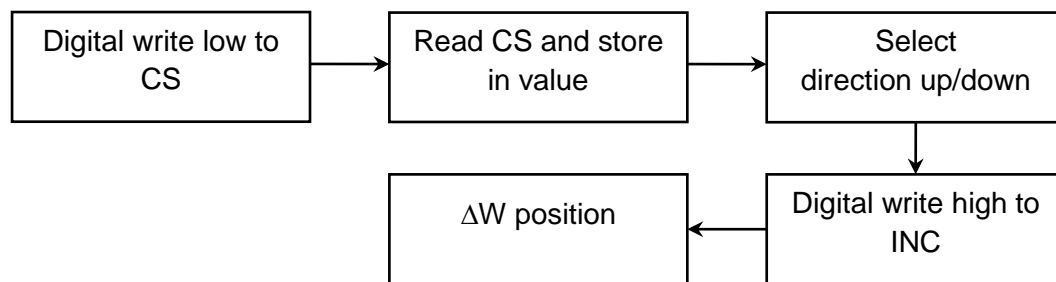 Digital write low to
CS
Read CS and store
in value
Select
direction up/down
Digital write high to
INC
∆W position